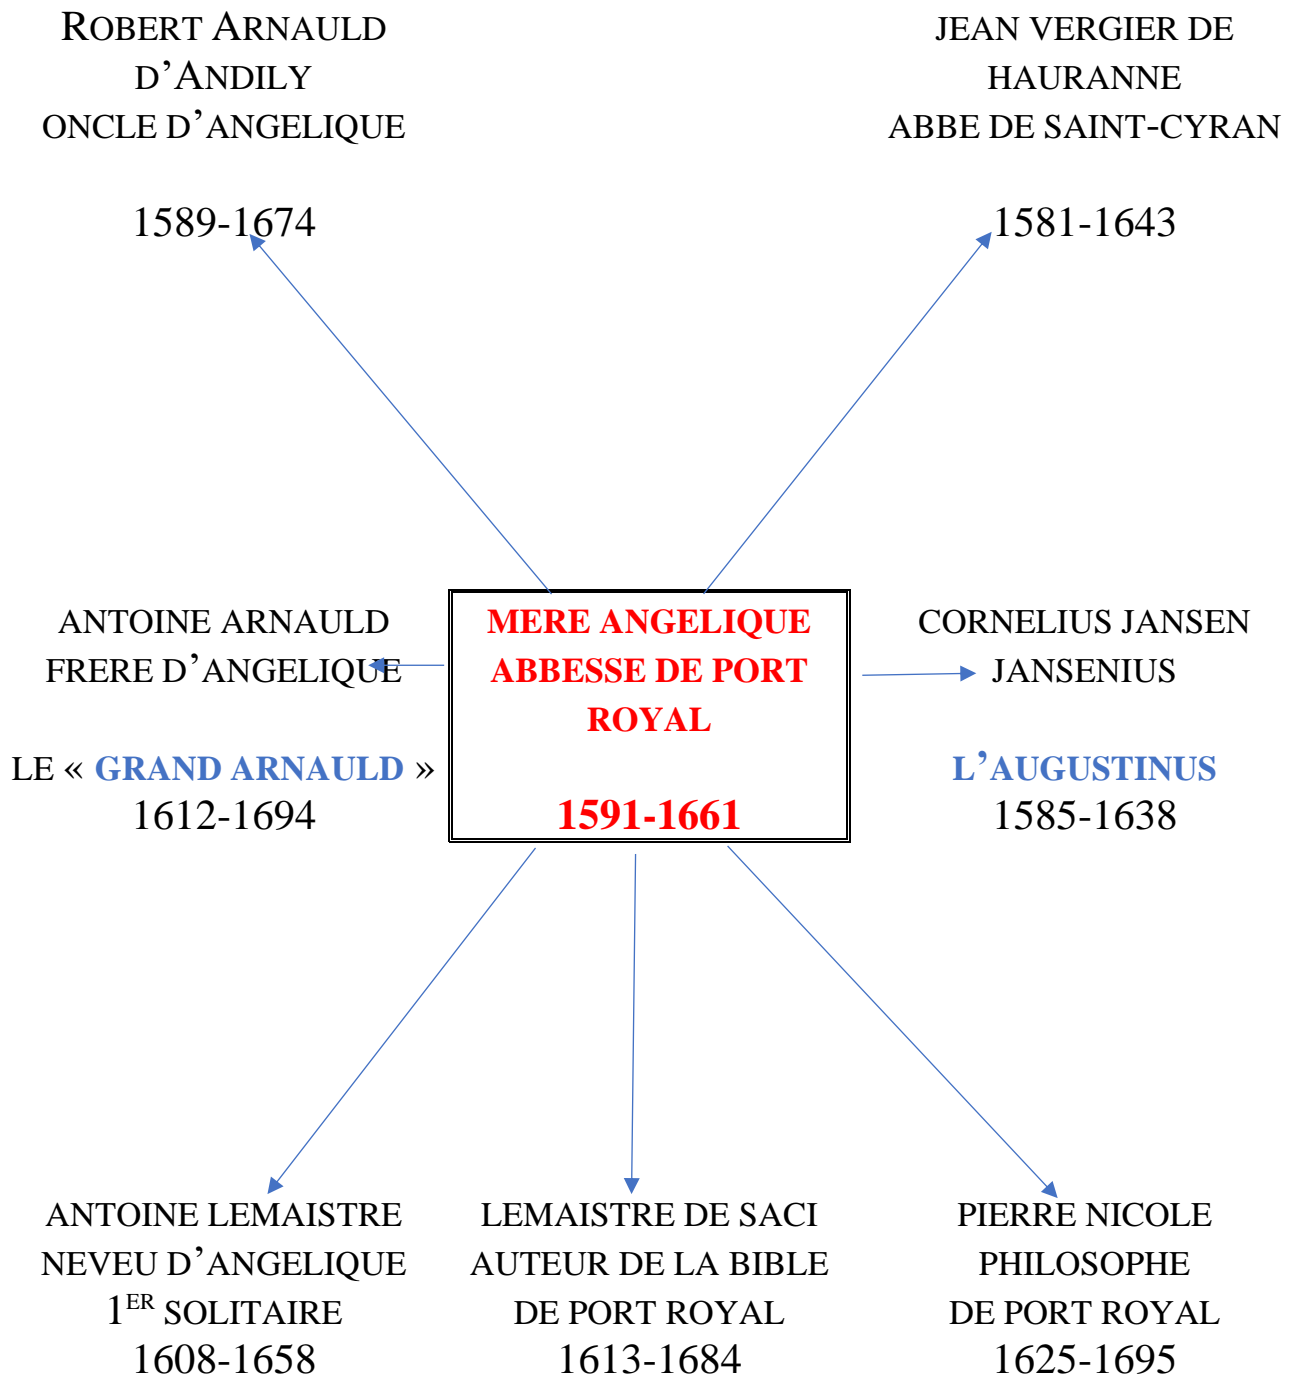 ROBERT ARNAULD
D’ANDILY
ONCLE D’ANGELIQUE
1589-1674
JEAN VERGIER DE
HAURANNE
ABBE DE SAINT-CYRAN
1581-1643
ANTOINE ARNAULD
FRERE D’ANGELIQUE
LE « GRAND ARNAULD »
1612-1694
MERE ANGELIQUE
ABBESSE DE PORT
ROYAL
1591-1661
CORNELIUS JANSEN
JANSENIUS
L’AUGUSTINUS
1585-1638
ANTOINE LEMAISTRE
NEVEU D’ANGELIQUE
1ER SOLITAIRE
1608-1658
LEMAISTRE DE SACI
AUTEUR DE LA BIBLE
DE PORT ROYAL
1613-1684
PIERRE NICOLE
PHILOSOPHE
DE PORT ROYAL
1625-1695